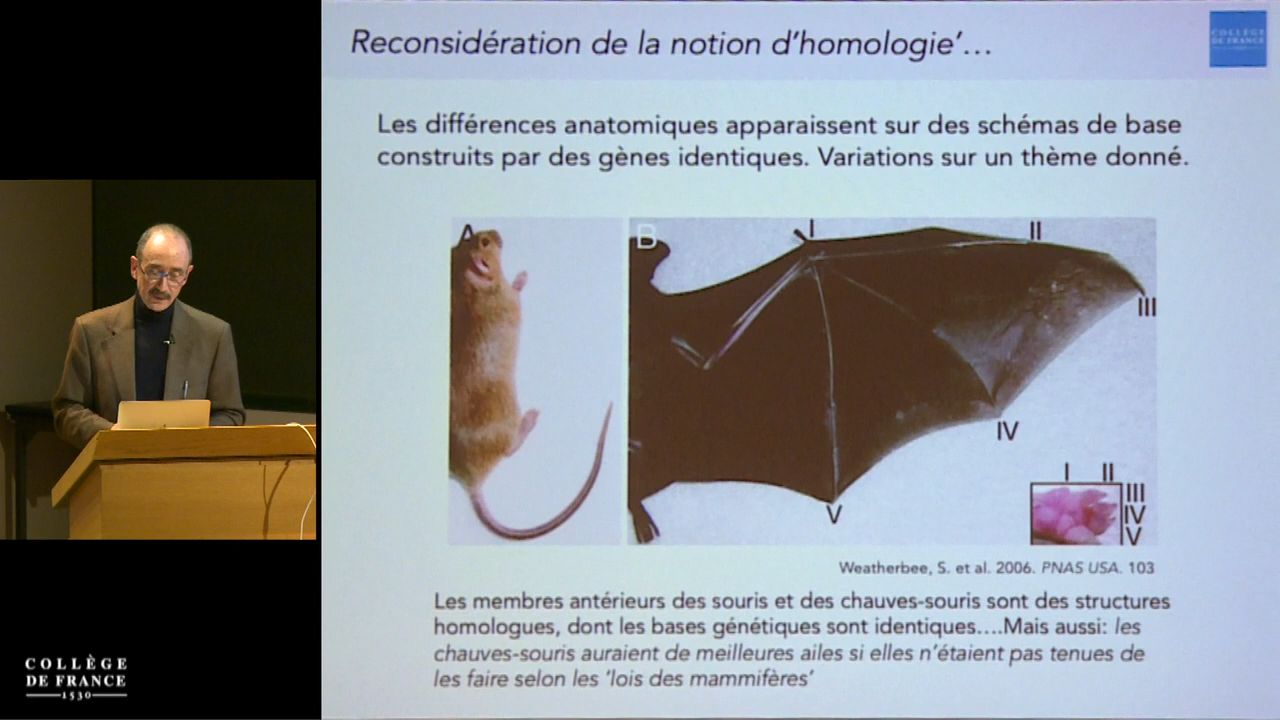 Reconsidération de la notion d'homologie'...
COLLÈGE
DE FRANCE
Les différences anatomiques apparaissent sur des schémas de base
construits par des gènes identiques. Variations sur un thème donné.
A
B
I
II
III
IV
V
I II
III
IV
V
Weatherbee, S. et al. 2006. PNAS USA. 103
Les membres antérieurs des souris et des chauves-souris sont des structures
homologues, dont les bases génétiques sont identiques....Mais aussi: les
chauves-souris auraient de meilleures ailes si elles n'étaient pas tenues de
les faire selon les 'lois des mammifères'
COLLÈGE
DE FRANCE
1530